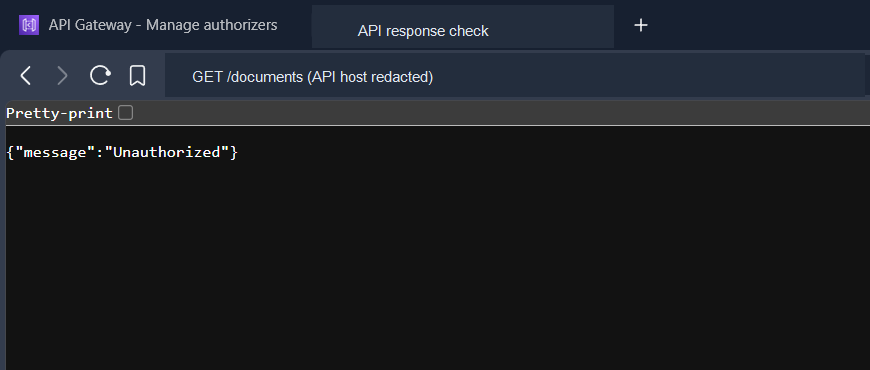 API Gateway - Manage authorizers
API response check
GET /documents (API host redacted)
Pretty-print
{"message":"Unauthorized"}